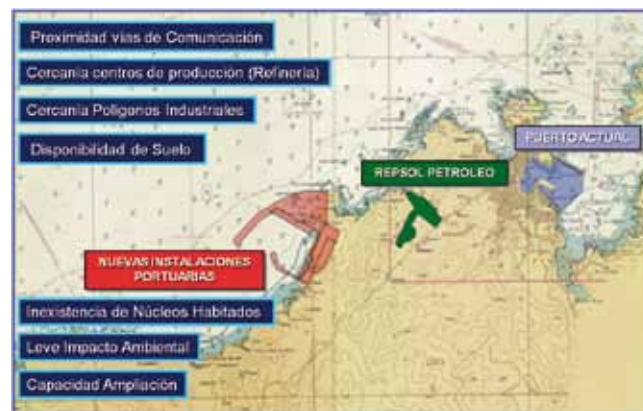 Proximidad vías de Comunicación
Cercanía centros de producción (Refinería)
Cercanía Polígonos Industriales
Disponibilidad de Suelo
PUERTO ACTUAL
REPSOL PETROLEO
NUEVAS INSTALACIONES
PORTUARIAS
Inexistencia de Núcleos Habitados
Leve Impacto Ambiental
Capacidad Ampliación